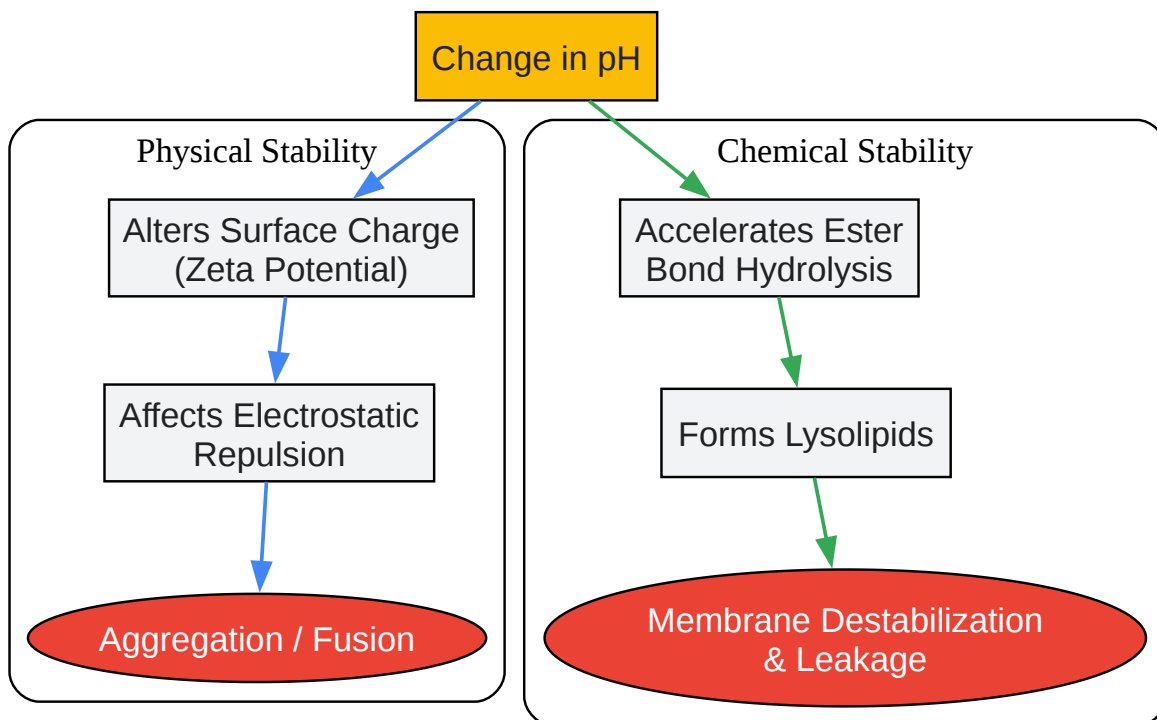 Change in pH
Physical Stability
Alters Surface Charge
(Zeta Potential)
Affects Electrostatic
Repulsion
Aggregation / Fusion
Chemical Stability
Accelerates Ester
Bond Hydrolysis
Forms Lysolipids
Membrane Destabilization
& Leakage